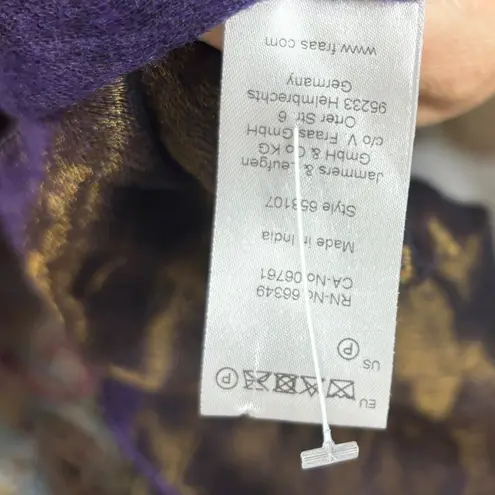 EU
US P
RN-No 66349
CA-No 06761
Made in India
Style 658107
Jammers & Leufgen
GmbH & Co KG
c/o V. Fraas GmbH
Orter Str. 6
95233 Helmbrechts
Germany
www.fraas.com